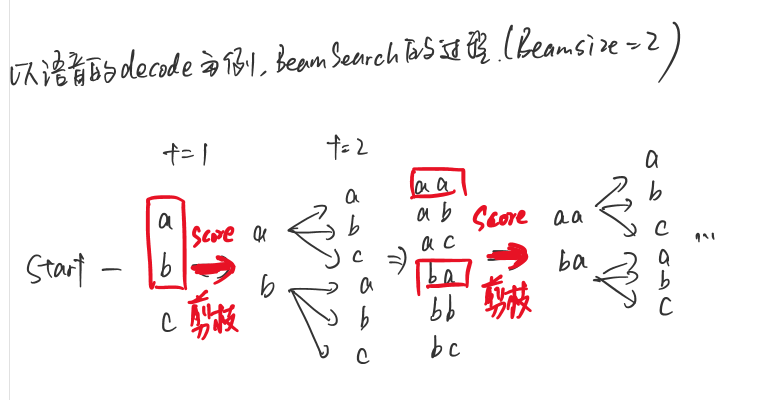 以语音的decode为例,BeamSearch的过程.(Beamsize=2)
t=1 t=2
Start — a b c
score 剪枝
a a b c
b a b c
⇒ aa ab ac ba bb bc
Score 剪枝
aa a b c
ba a b c
...